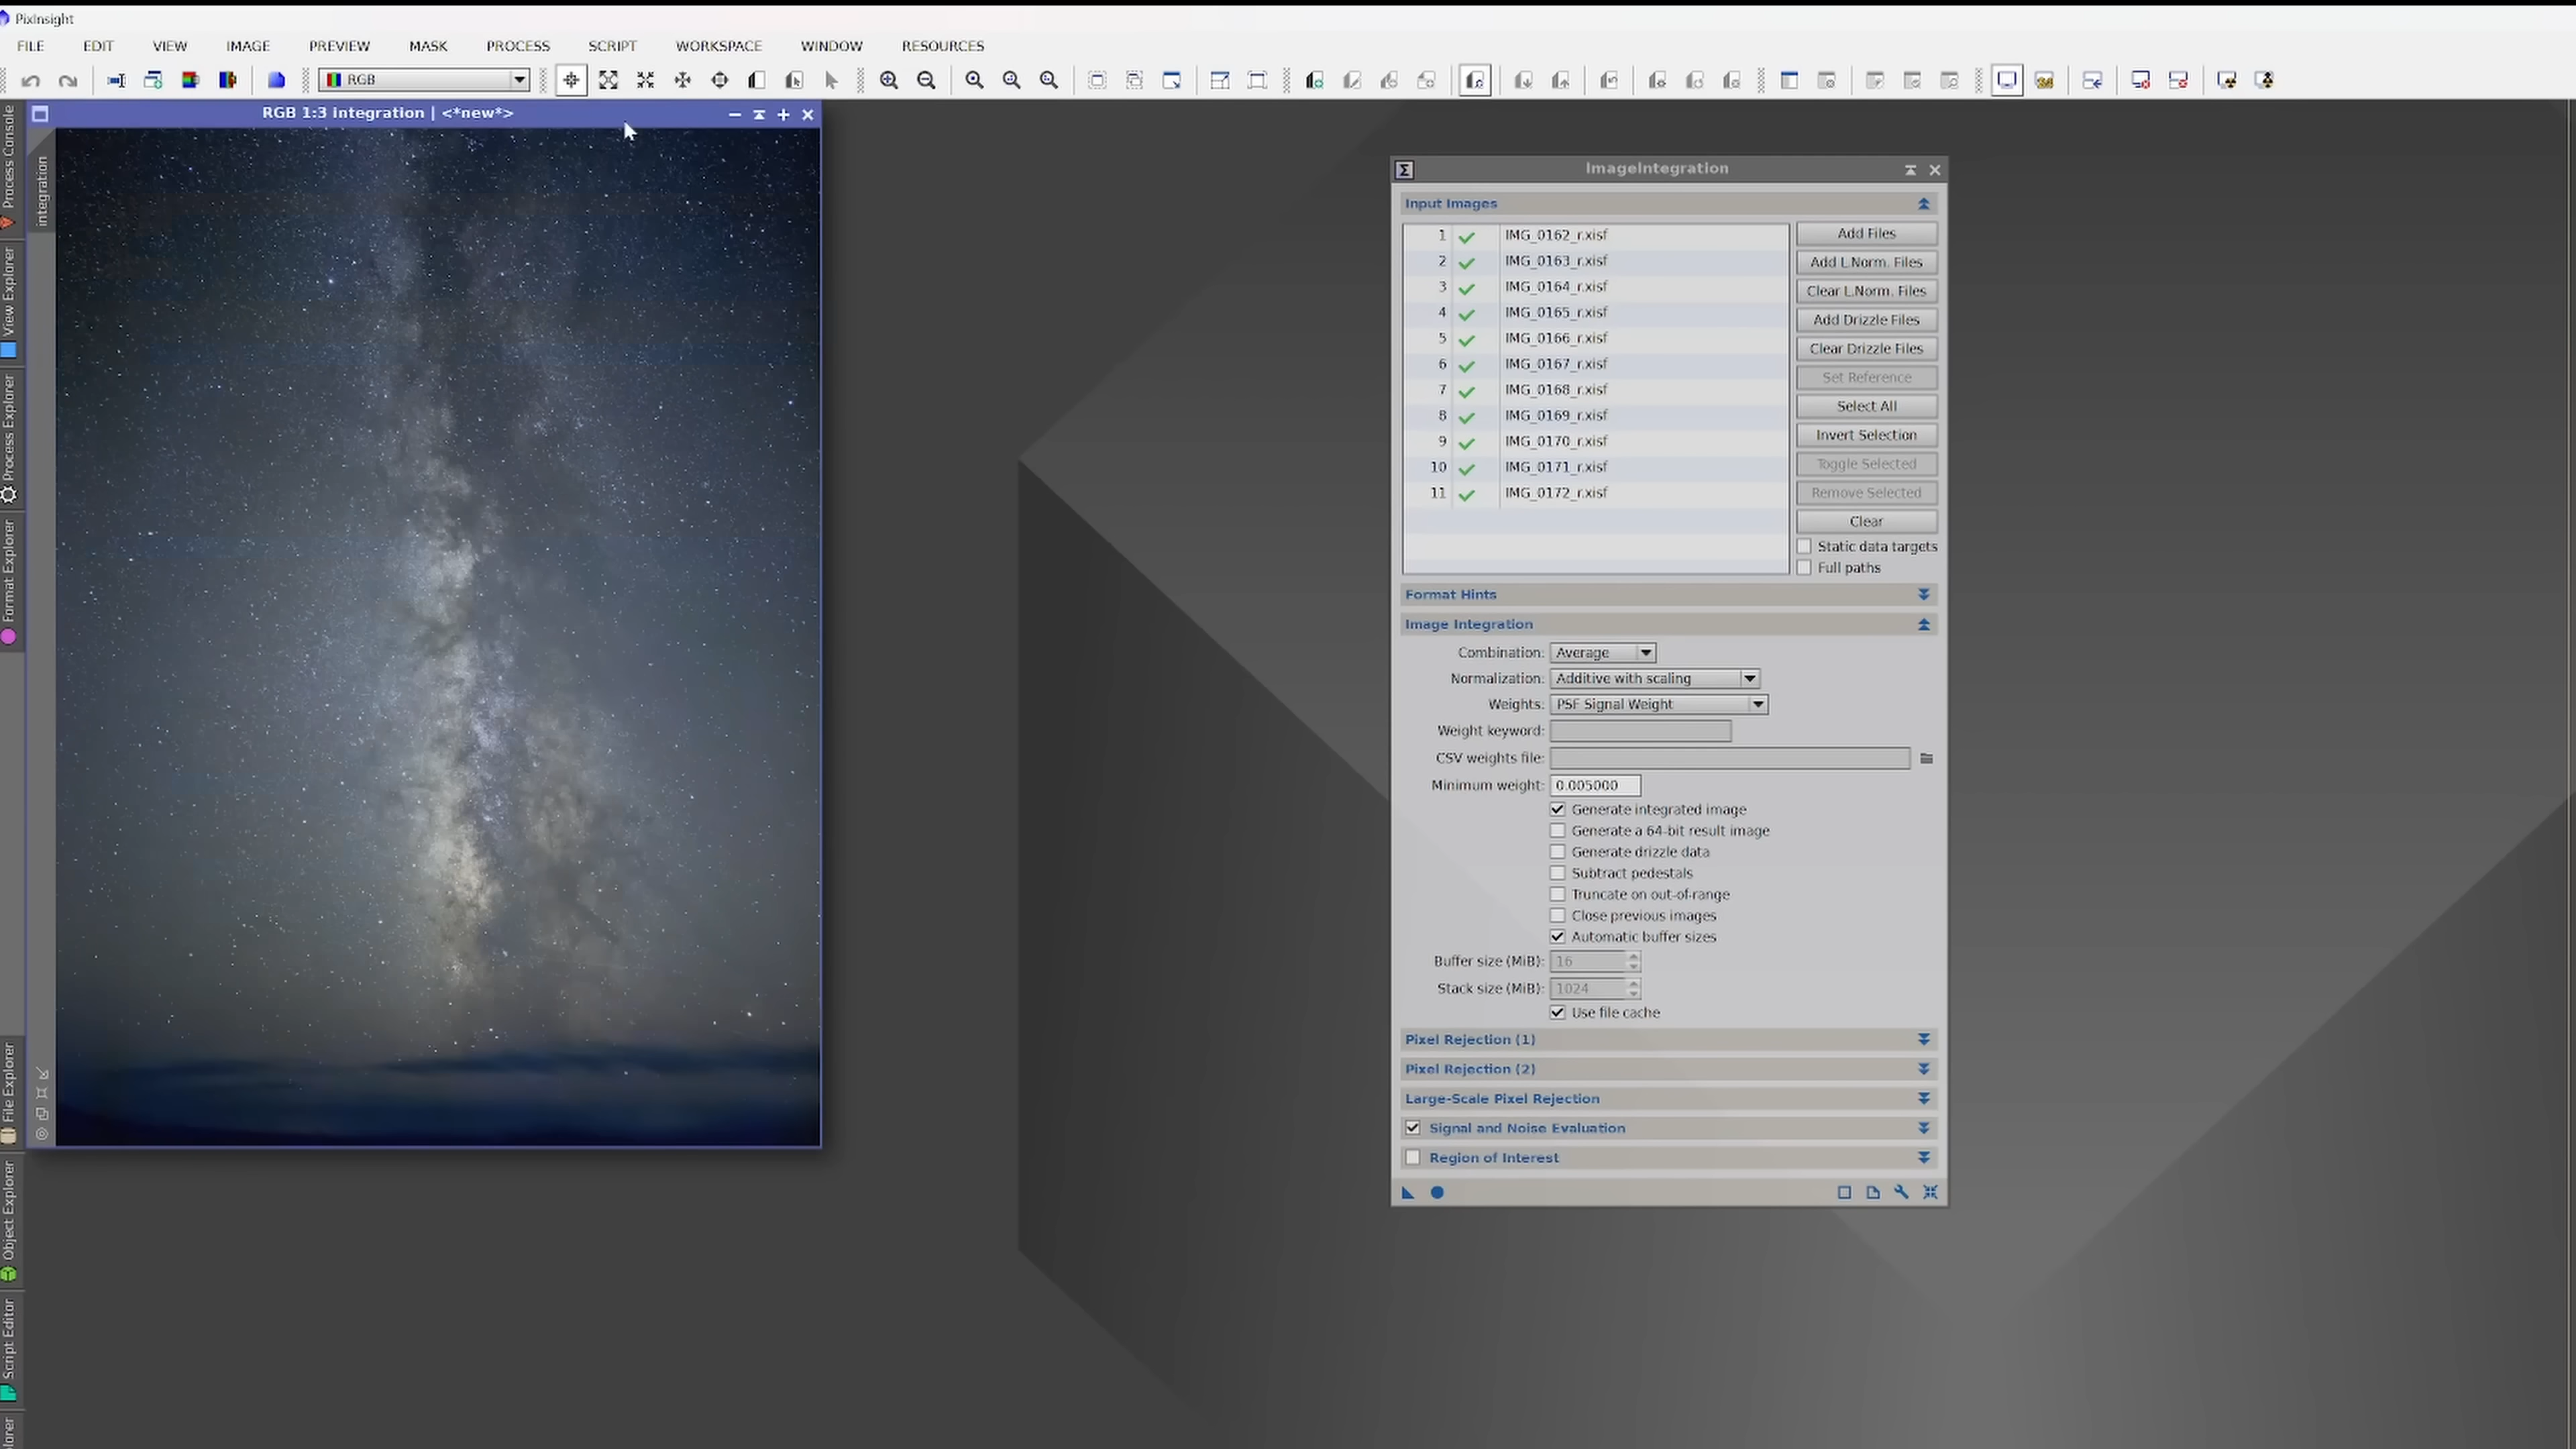 PixInsight
FILE EDIT VIEW IMAGE PREVIEW MASK PROCESS SCRIPT WORKSPACE WINDOW RESOURCES
RGB
RGB 1:3 integration | <*new*>
integration
Process Console
View Explorer
Process Explorer
Format Explorer
File Explorer
Object Explorer
Script Editor
ImageIntegration
Input Images
1 IMG_0162_r.xisf
2 IMG_0163_r.xisf
3 IMG_0164_r.xisf
4 IMG_0165_r.xisf
5 IMG_0166_r.xisf
6 IMG_0167_r.xisf
7 IMG_0168_r.xisf
8 IMG_0169_r.xisf
9 IMG_0170_r.xisf
10 IMG_0171_r.xisf
11 IMG_0172_r.xisf
Add Files
Add L.Norm. Files
Clear L.Norm. Files
Add Drizzle Files
Clear Drizzle Files
Set Reference
Select All
Invert Selection
Toggle Selected
Remove Selected
Clear
Static data targets
Full paths
Format Hints
Image Integration
Combination: Average
Normalization: Additive with scaling
Weights: PSF Signal Weight
Weight keyword:
CSV weights file:
Minimum weight: 0.005000
Generate integrated image
Generate a 64-bit result image
Generate drizzle data
Subtract pedestals
Truncate on out-of-range
Close previous images
Automatic buffer sizes
Buffer size (MiB): 16
Stack size (MiB): 1024
Use file cache
Pixel Rejection (1)
Pixel Rejection (2)
Large-Scale Pixel Rejection
Signal and Noise Evaluation
Region of Interest